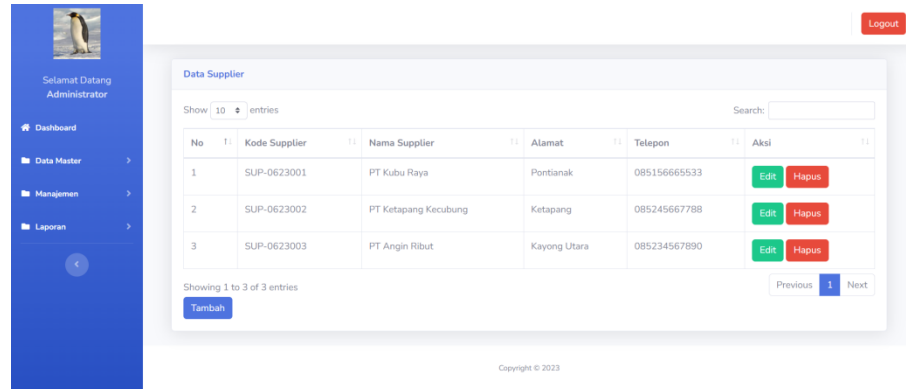 Logout
Selamat Datang
Administrator
Dashboard
Data Master
Manajemen
Laporan
Data Supplier
Show 10 entries
Search:
No Kode Supplier Nama Supplier Alamat Telepon Aksi
1 SUP-0623001 PT Kubu Raya Pontianak 085156665533 Edit Hapus
2 SUP-0623002 PT Ketapang Kecubung Ketapang 085245667788 Edit Hapus
3 SUP-0623003 PT Angin Ribut Kayong Utara 085234567890 Edit Hapus
Showing 1 to 3 of 3 entries
Previous 1 Next
Tambah
Copyright © 2023